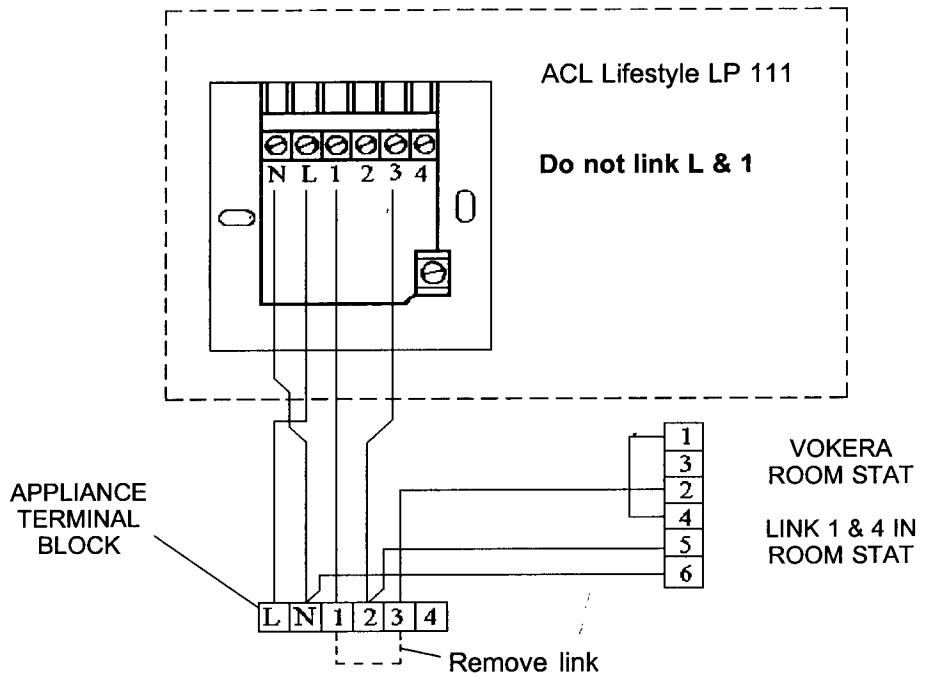 ACL Lifestyle LP 111
Do not link L & 1
N L 1 2 3 4
1
3
2
4
5
6
VOKERA
ROOM STAT
LINK 1 & 4 IN
ROOM STAT
APPLIANCE
TERMINAL
BLOCK
L N 1 2 3 4
Remove link